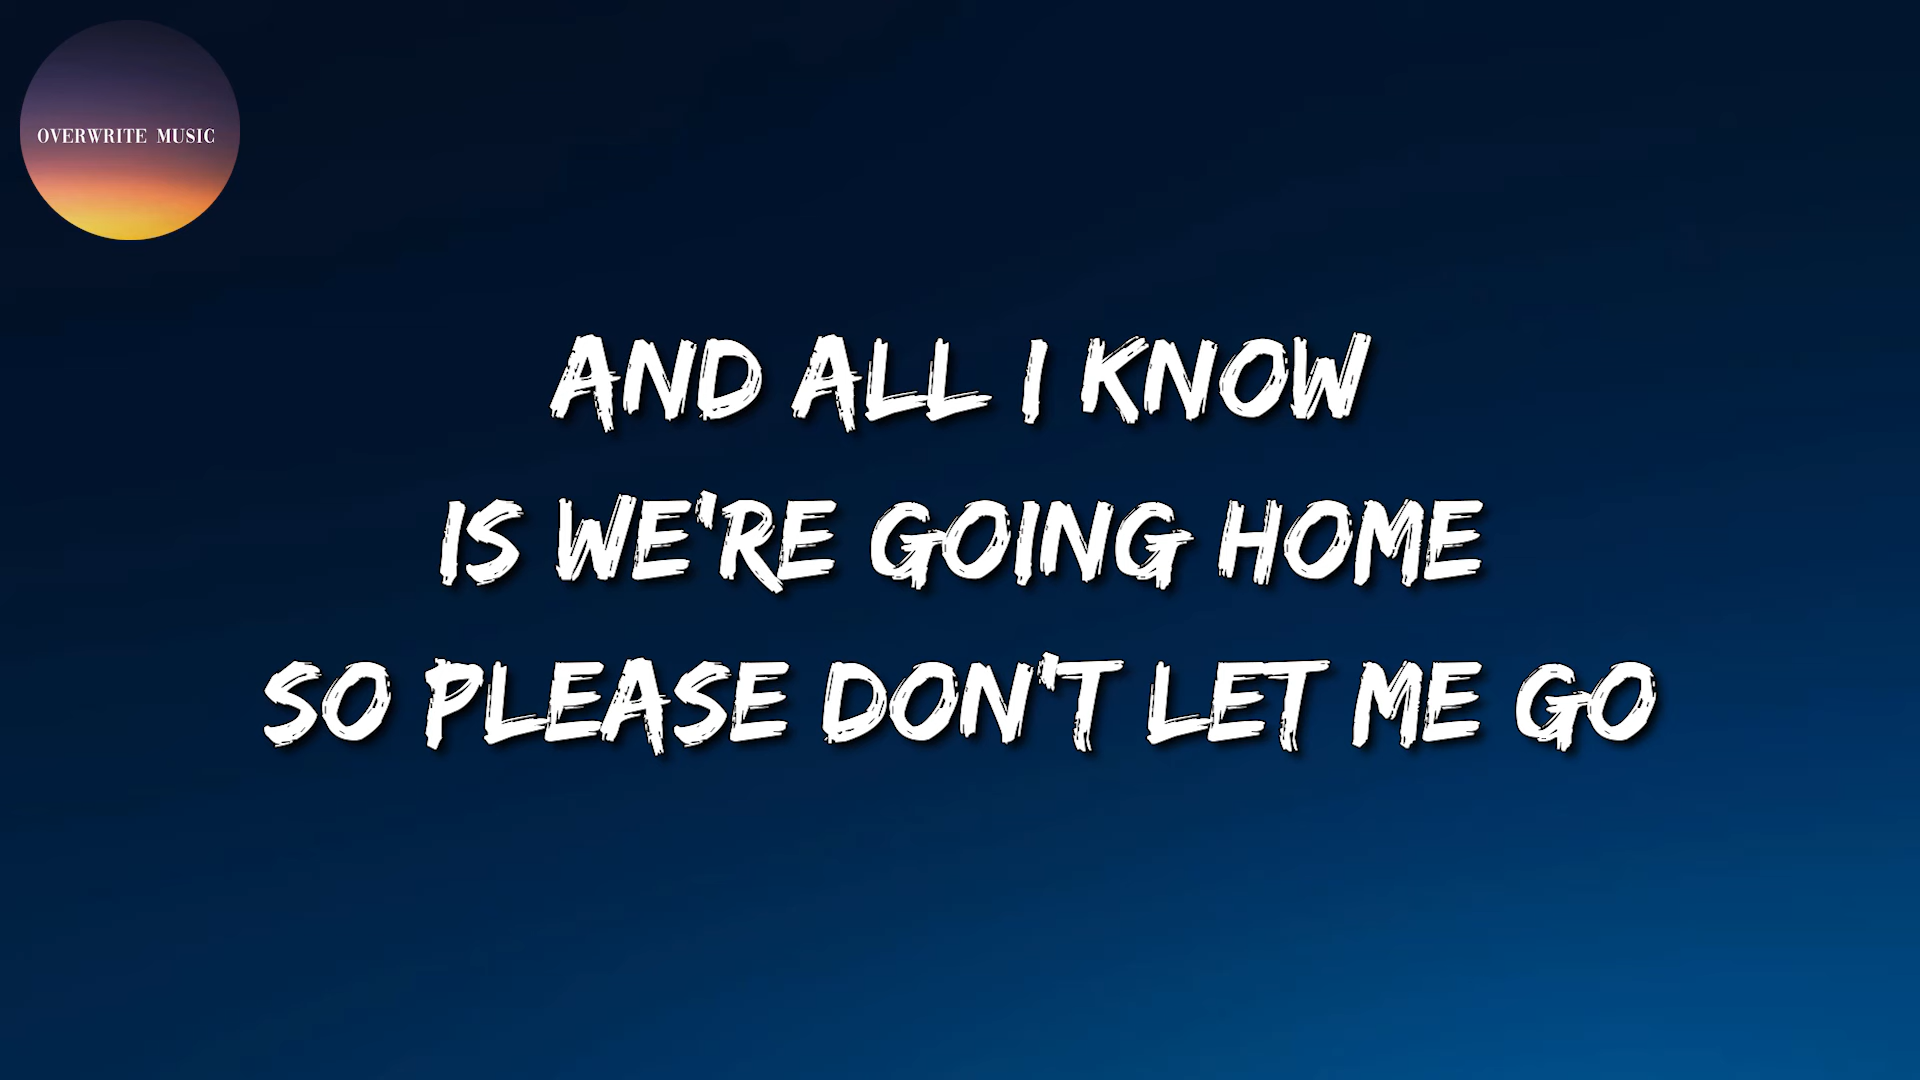 OVERWRITE MUSIC
AND ALL I KNOW
IS WE'RE GOING HOME
SO PLEASE DON'T LET ME GO